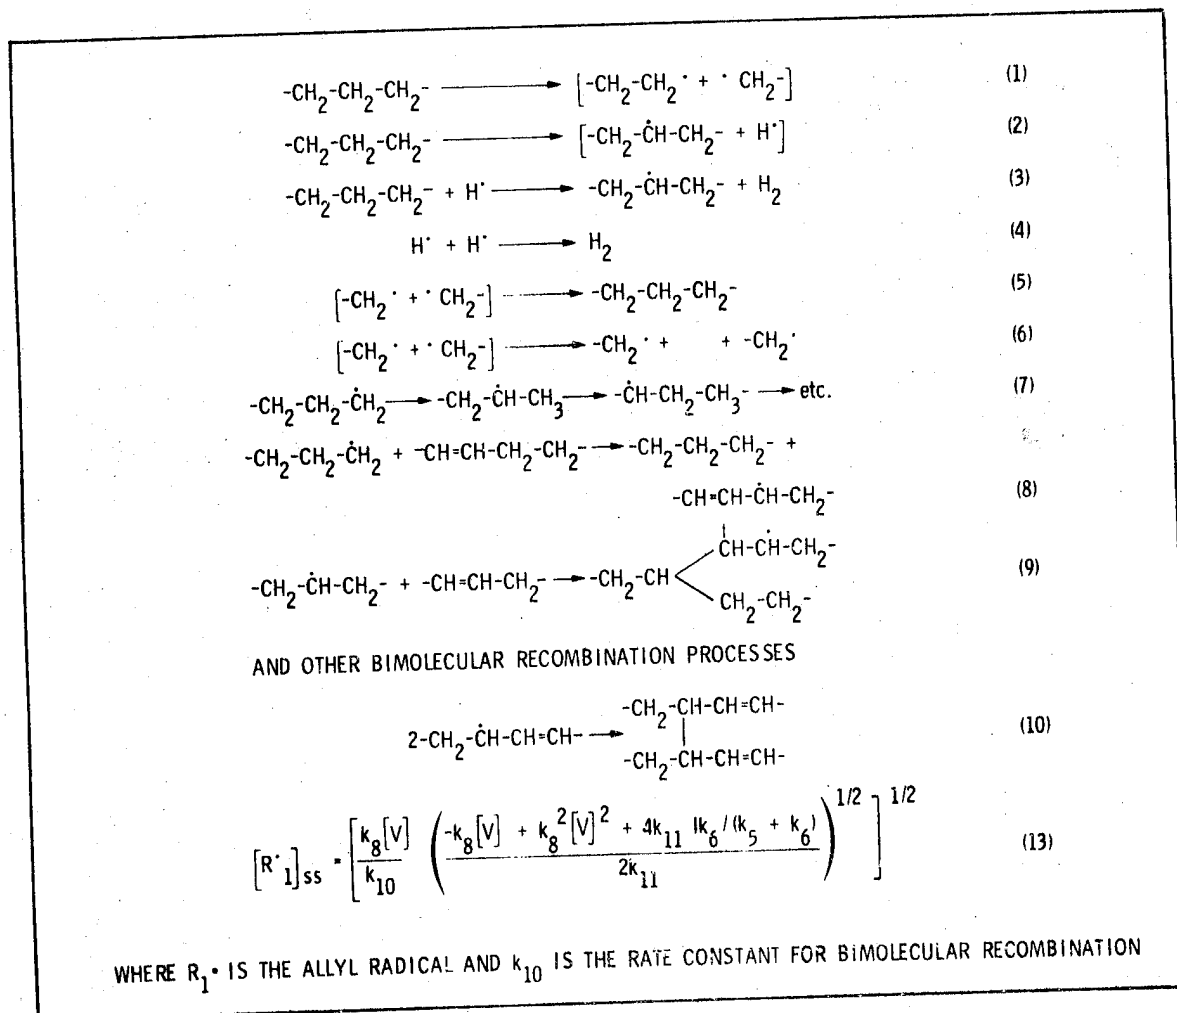 -CH₂-CH₂-CH₂- ⟶ [-CH₂-CH₂· + ·CH₂-] (1)
-CH₂-CH₂-CH₂- ⟶ [-CH₂-ĊH-CH₂- + H·] (2)
-CH₂-CH₂-CH₂- + H· ⟶ -CH₂-ĊH-CH₂- + H₂ (3)
H· + H· ⟶ H₂ (4)
[-CH₂· + ·CH₂-] ⟶ -CH₂-CH₂-CH₂- (5)
[-CH₂· + ·CH₂-] ⟶ -CH₂· + + -CH₂· (6)
-CH₂-CH₂-ĊH₂ ⟶ -CH₂-ĊH-CH₃ ⟶ -ĊH-CH₂-CH₃- ⟶ etc. (7)
-CH₂-CH₂-ĊH₂ + -CH=CH-CH₂-CH₂- ⟶ -CH₂-CH₂-CH₂- +
-CH=CH-ĊH-CH₂- (8)
CH-ĊH-CH₂-
-CH₂-ĊH-CH₂- + -CH=CH-CH₂- ⟶ -CH₂-CH (9)
CH₂-CH₂-
AND OTHER BIMOLECULAR RECOMBINATION PROCESSES
-CH₂-CH-CH=CH-
2-CH₂-ĊH-CH=CH- ⟶ (10)
-CH₂-CH-CH=CH-
[R·₁]ss = [k₈[V]/k₁₀ ((-k₈[V] + k₈²[V]² + 4k₁₁ Ik₆/(k₅ + k₆))/2k₁₁)^1/2]^1/2 (13)
WHERE R₁· IS THE ALLYL RADICAL AND k₁₀ IS THE RATE CONSTANT FOR BIMOLECULAR RECOMBINATION